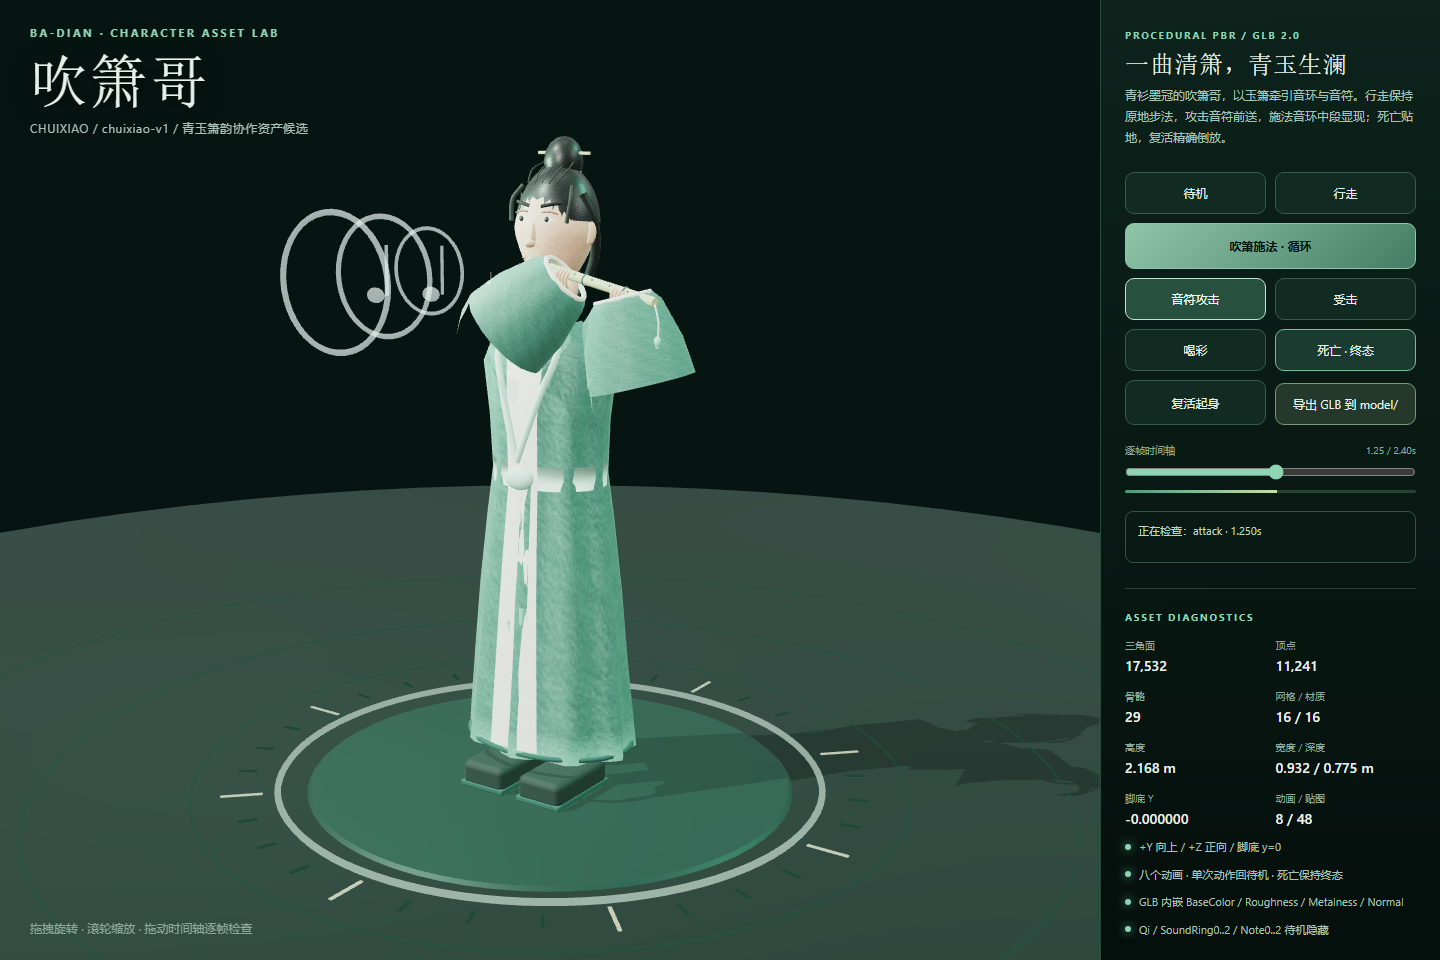 BA-DIAN · CHARACTER ASSET LAB
吹箫哥
CHUIXIAO / chuixiao-v1 / 青玉箫韵协作资产候选
拖拽旋转 · 滚轮缩放 · 拖动时间轴逐帧检查
PROCEDURAL PBR / GLB 2.0
一曲清箫，青玉生澜
青衫墨冠的吹箫哥，以玉箫牵引音环与音符。行走保持
原地步法，攻击音符前送，施法音环中段显现；死亡贴
地，复活精确倒放。
待机
行走
吹箫施法 · 循环
音符攻击
受击
喝彩
死亡 · 终态
复活起身
导出 GLB 到 model/
逐帧时间轴
1.25 / 2.40s
正在检查：attack · 1.250s
ASSET DIAGNOSTICS
三角面
顶点
17,532
11,241
骨骼
网格 / 材质
29
16 / 16
高度
宽度 / 深度
2.168 m
0.932 / 0.775 m
脚底 Y
动画 / 贴图
-0.000000
8 / 48
+Y 向上 / +Z 正向 / 脚底 y=0
八个动画 · 单次动作回待机 · 死亡保持终态
GLB 内嵌 BaseColor / Roughness / Metalness / Normal
Qi / SoundRing0..2 / Note0..2 待机隐藏